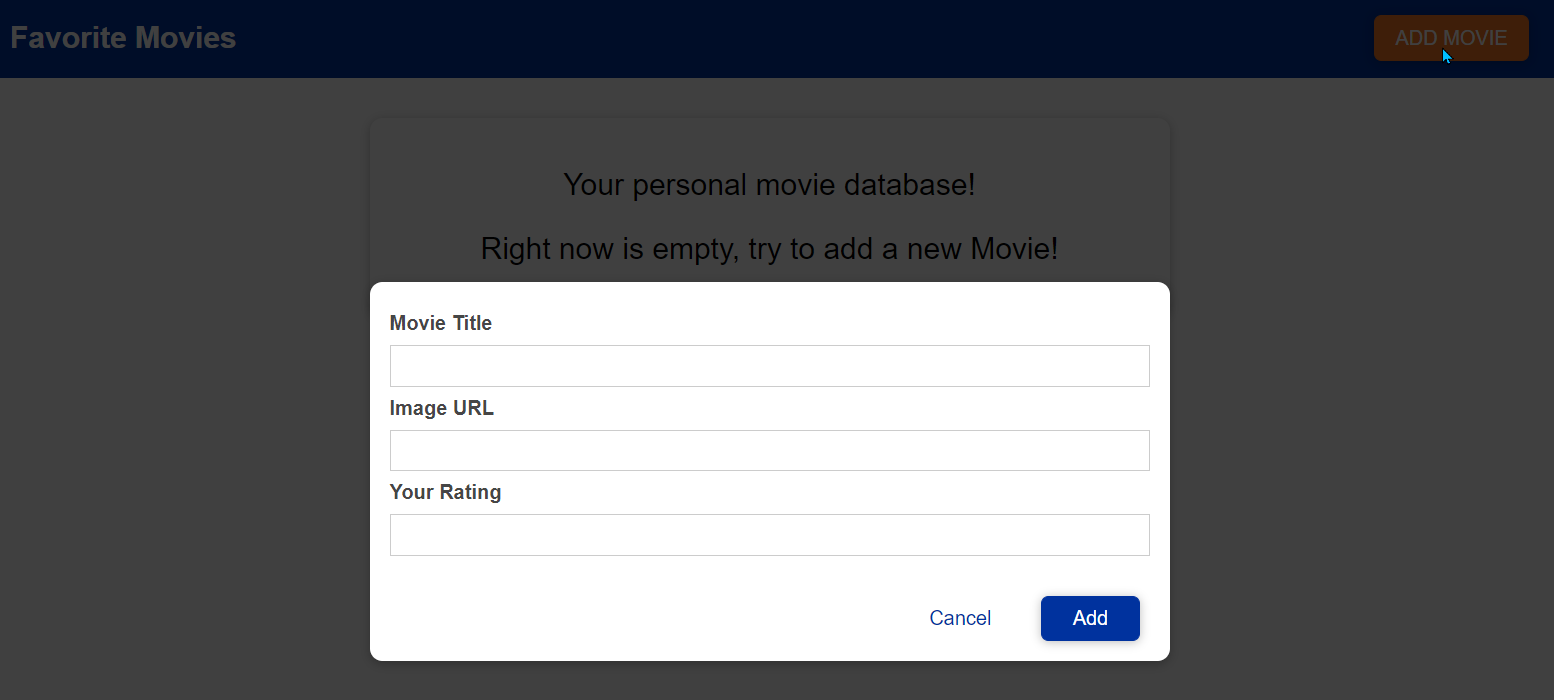 Favorite Movies
ADD MOVIE
Your personal movie database!
Right now is empty, try to add a new Movie!
Movie Title
Image URL
Your Rating
Cancel
Add